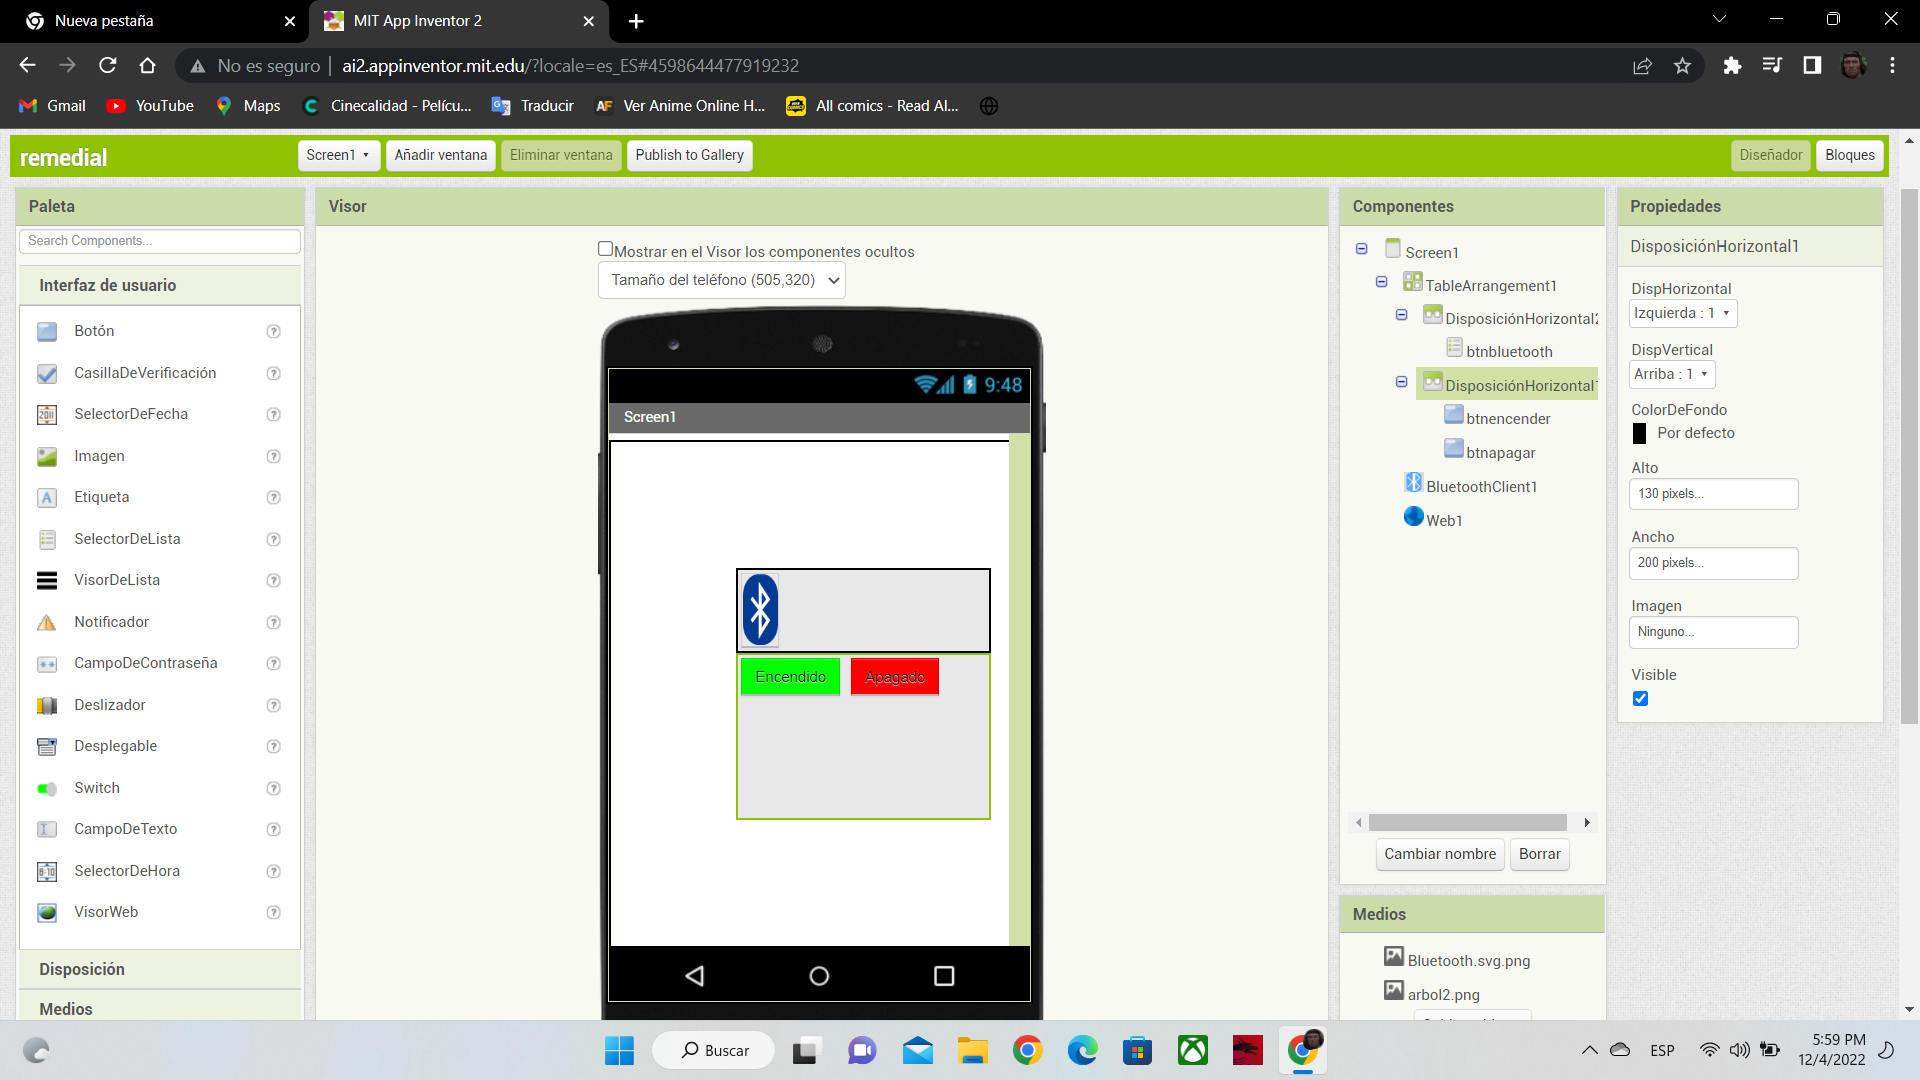 Nueva pestaña
MIT App Inventor 2
No es seguro
ai2.appinventor.mit.edu/?locale=es_ES#4598644477919232
Gmail
YouTube
Maps
Cinecalidad - Pelícu...
Traducir
AF Ver Anime Online H...
All comics - Read Al...
remedial
Screen1
Añadir ventana
Eliminar ventana
Publish to Gallery
Diseñador
Bloques
Paleta
Search Components...
Interfaz de usuario
Botón
CasillaDeVerificación
SelectorDeFecha
Imagen
Etiqueta
SelectorDeLista
VisorDeLista
Notificador
CampoDeContraseña
Deslizador
Desplegable
Switch
CampoDeTexto
SelectorDeHora
VisorWeb
Disposición
Medios
Visor
Mostrar en el Visor los componentes ocultos
Tamaño del teléfono (505,320)
9:48
Screen1
Encendido
Apagado
Componentes
Screen1
TableArrangement1
DisposiciónHorizontal2
btnbluetooth
DisposiciónHorizontal1
btnencender
btnapagar
BluetoothClient1
Web1
Cambiar nombre
Borrar
Medios
Bluetooth.svg.png
arbol2.png
Propiedades
DisposiciónHorizontal1
DispHorizontal
Izquierda : 1
DispVertical
Arriba : 1
ColorDeFondo
Por defecto
Alto
130 pixels...
Ancho
200 pixels...
Imagen
Ninguno...
Visible
Buscar
ESP
5:59 PM
12/4/2022